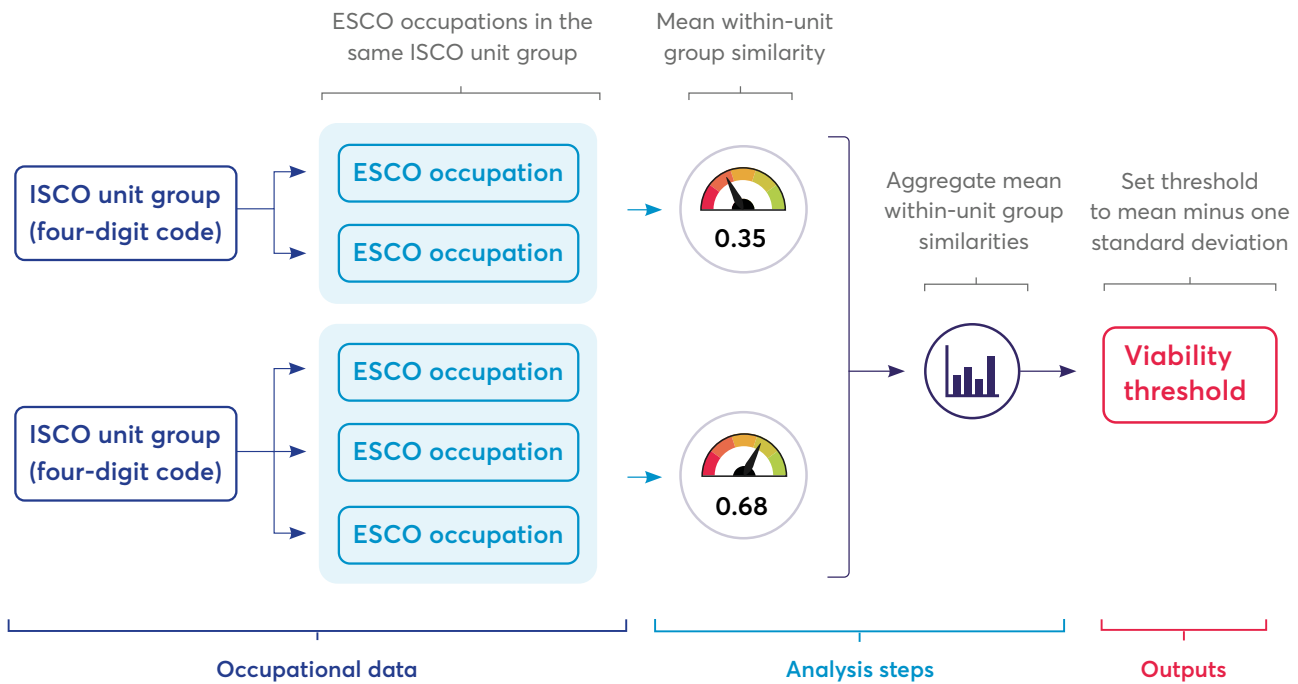 ESCO occupations in the
same ISCO unit group
Mean within-unit
group similarity
ISCO unit group
(four-digit code)
ESCO occupation
ESCO occupation
0.35
Aggregate mean
within-unit group
similarities
Set threshold
to mean minus one
standard deviation
ISCO unit group
(four-digit code)
ESCO occupation
ESCO occupation
ESCO occupation
0.68
Viability
threshold
Occupational data
Analysis steps
Outputs